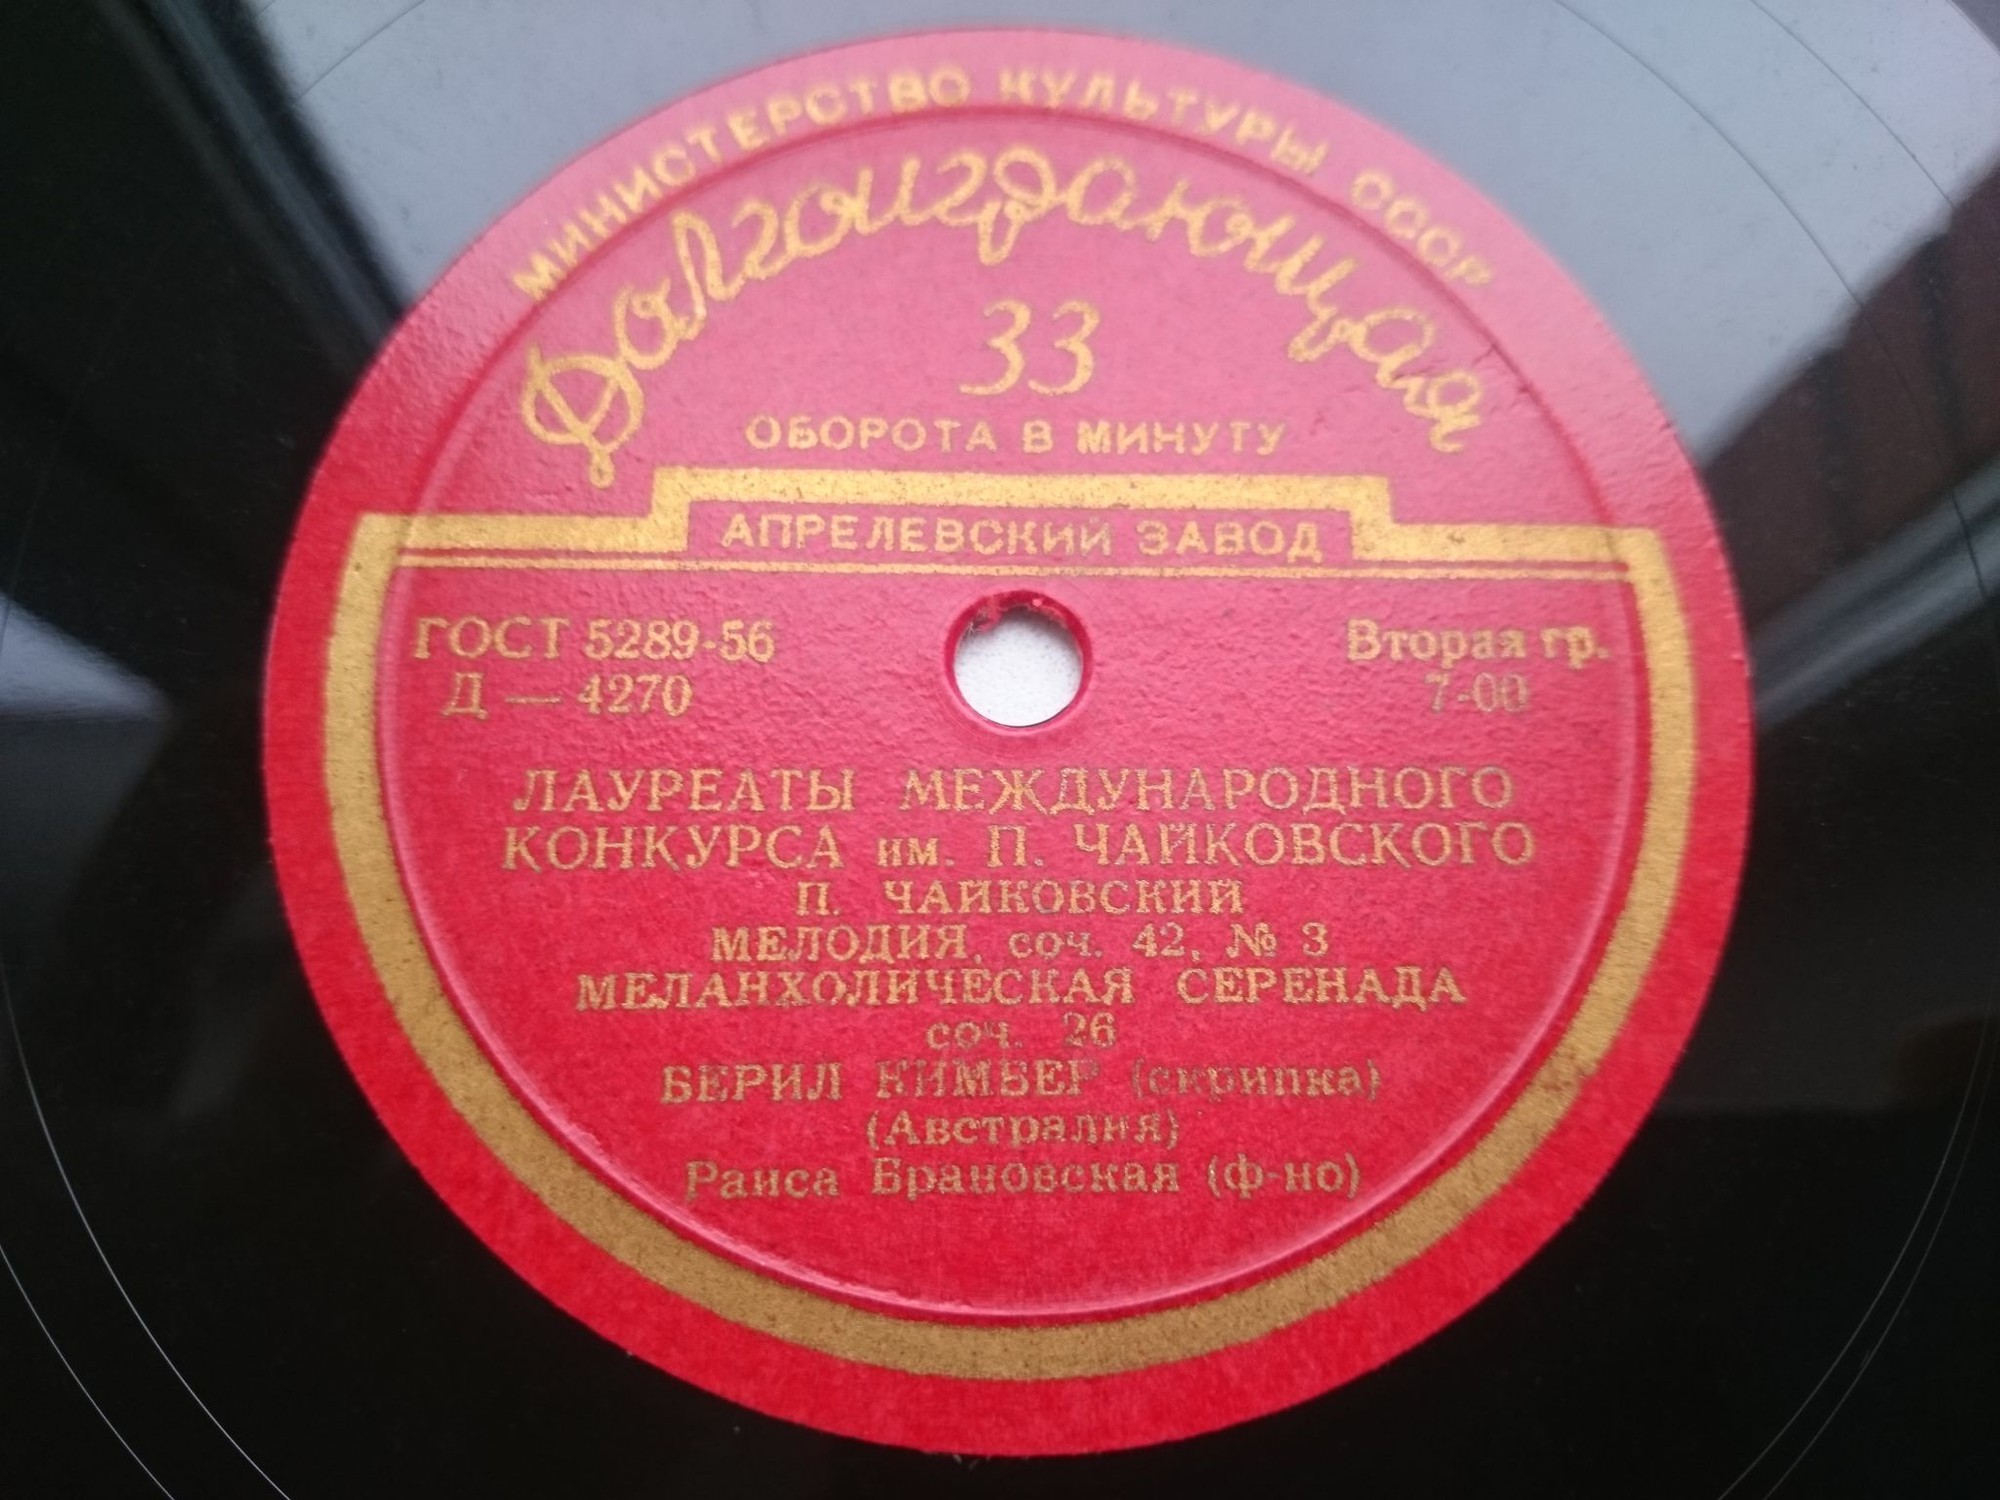 МИНИСТЕРСТВО КУЛЬТУРЫ СССР
Долгоиграющая
33
ОБОРОТА В МИНУТУ
АПРЕЛЕВСКИЙ ЗАВОД
ГОСТ 5289-56
Д — 4270
Вторая гр.
7-00
ЛАУРЕАТЫ МЕЖДУНАРОДНОГО
КОНКУРСА им. П. ЧАЙКОВСКОГО
П. ЧАЙКОВСКИЙ
МЕЛОДИЯ, соч. 42, № 3
МЕЛАНХОЛИЧЕСКАЯ СЕРЕНАДА
соч. 26
БЕРИЛ КИМБЕР (скрипка)
(Австралия)
Раиса Брановская (ф-но)